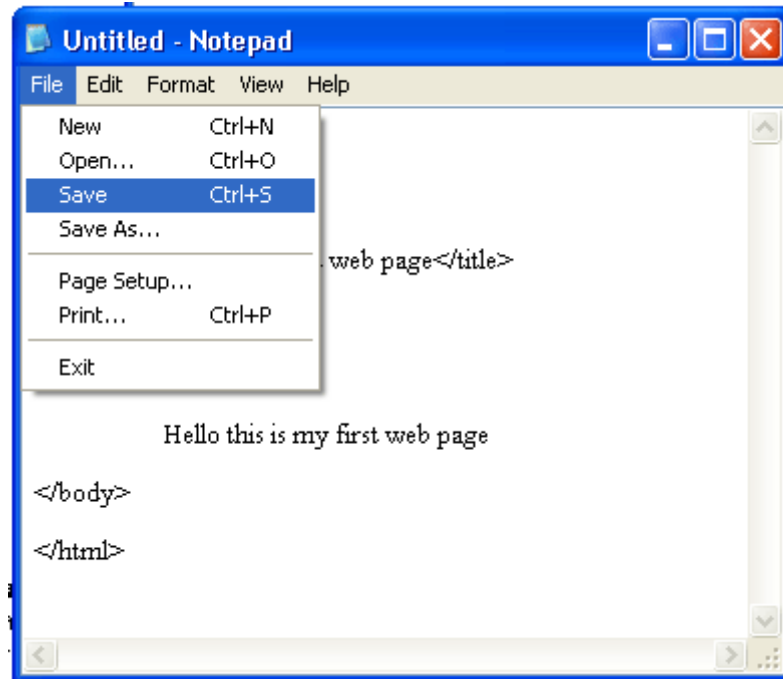 Untitled - Notepad
File Edit Format View Help
New Ctrl+N
Open... Ctrl+O
Save Ctrl+S
Save As...
web page</title>
Page Setup...
Print... Ctrl+P
Exit
Hello this is my first web page
</body>
</html>